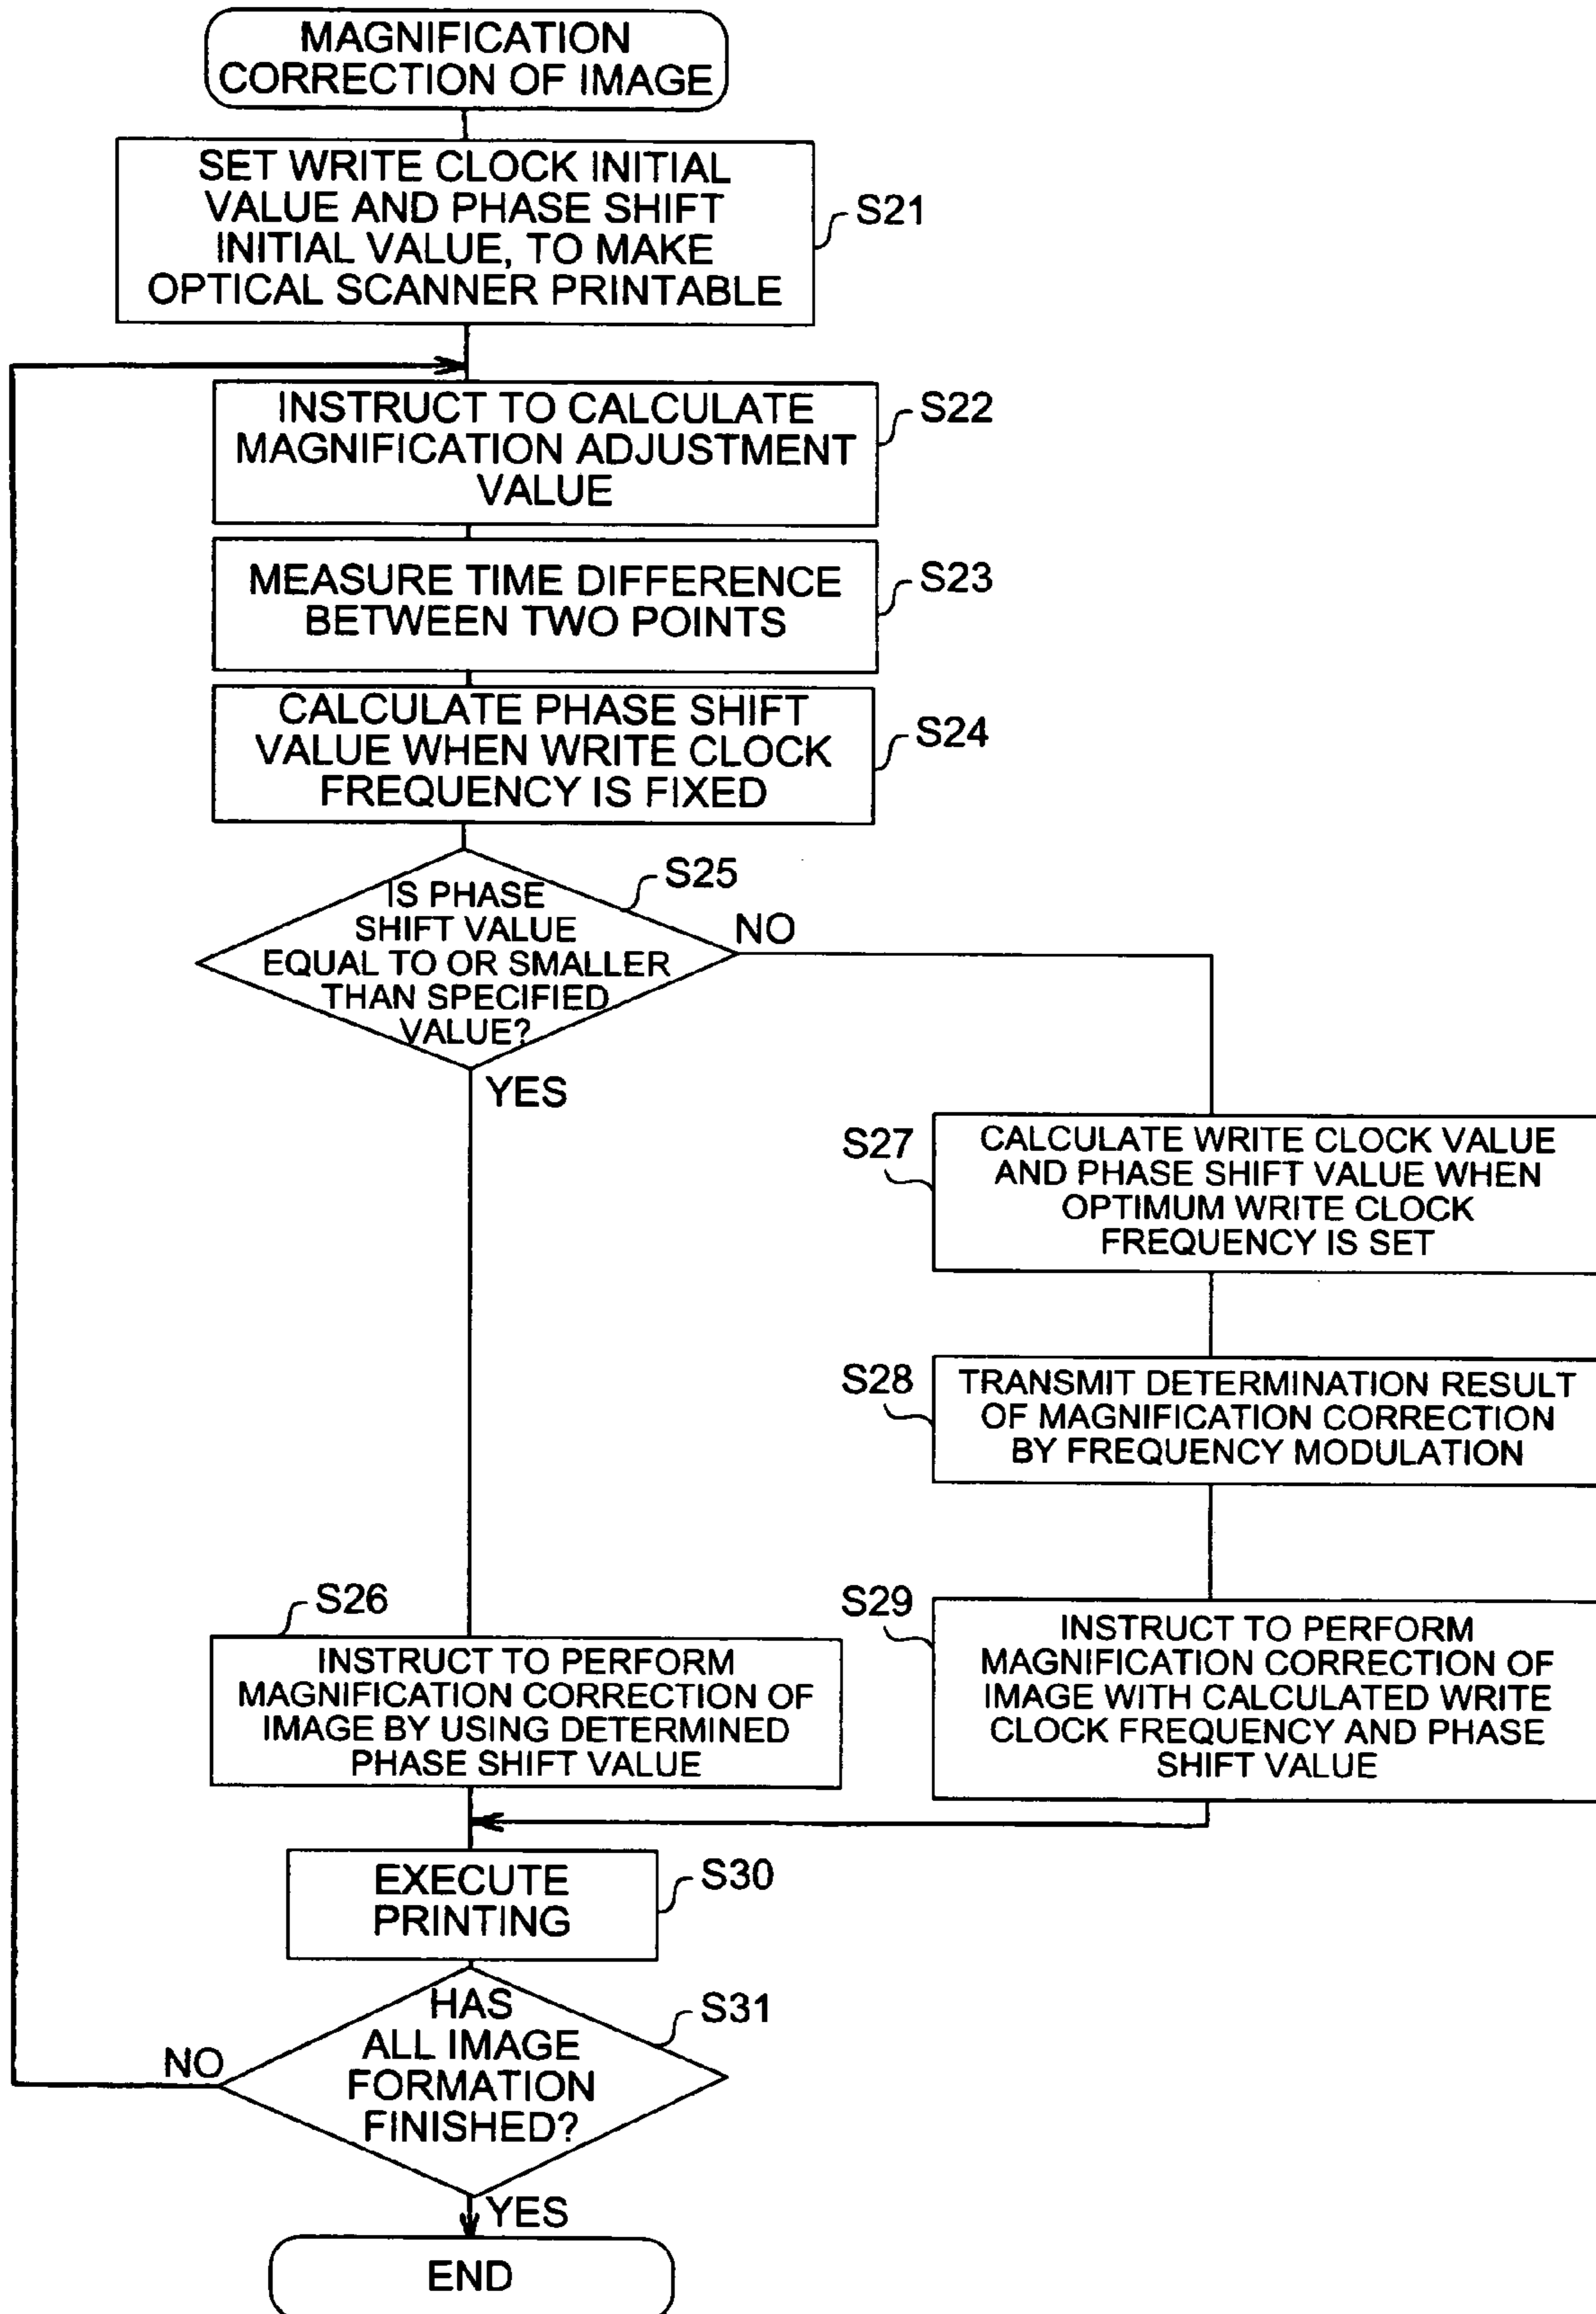 MAGNIFICATION
CORRECTION OF IMAGE
SET WRITE CLOCK INITIAL
VALUE AND PHASE SHIFT
INITIAL VALUE, TO MAKE
OPTICAL SCANNER PRINTABLE
S21
INSTRUCT TO CALCULATE
MAGNIFICATION ADJUSTMENT
VALUE
S22
MEASURE TIME DIFFERENCE
BETWEEN TWO POINTS
S23
CALCULATE PHASE SHIFT
VALUE WHEN WRITE CLOCK
FREQUENCY IS FIXED
S24
IS PHASE
SHIFT VALUE
EQUAL TO OR SMALLER
THAN SPECIFIED
VALUE?
S25
NO
YES
S27
CALCULATE WRITE CLOCK VALUE
AND PHASE SHIFT VALUE WHEN
OPTIMUM WRITE CLOCK
FREQUENCY IS SET
S28
TRANSMIT DETERMINATION RESULT
OF MAGNIFICATION CORRECTION
BY FREQUENCY MODULATION
S26
INSTRUCT TO PERFORM
MAGNIFICATION CORRECTION OF
IMAGE BY USING DETERMINED
PHASE SHIFT VALUE
S29
INSTRUCT TO PERFORM
MAGNIFICATION CORRECTION OF
IMAGE WITH CALCULATED WRITE
CLOCK FREQUENCY AND PHASE
SHIFT VALUE
EXECUTE
PRINTING
S30
HAS
ALL IMAGE
FORMATION
FINISHED?
S31
NO
YES
END